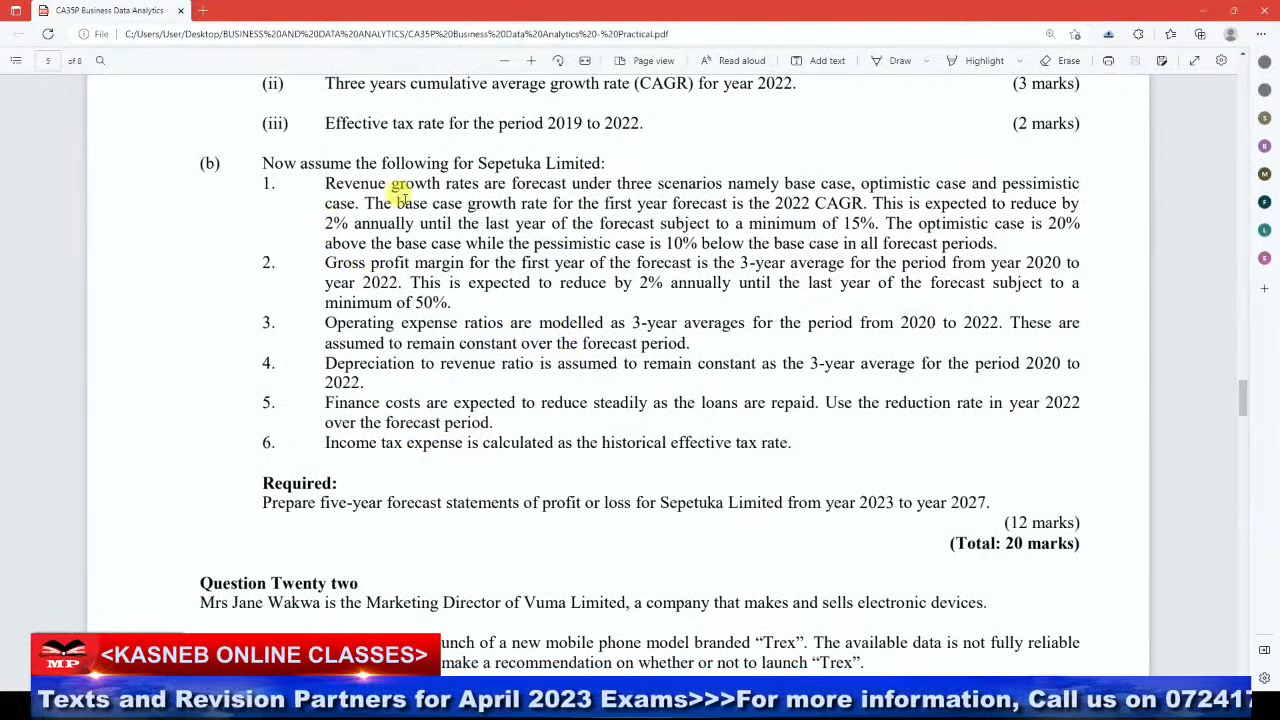 CA35P Business Data Analytics
File
C:/Users/User/Desktop/BUSINESS%20AND%20DATA%20ANALYTICS/CA35P%20Business%20Data%20Analytics%20-%20Practical.pdf
5 of 8
Page view
Read aloud
Add text
Draw
Highlight
Erase
(ii) Three years cumulative average growth rate (CAGR) for year 2022. (3 marks)
(iii) Effective tax rate for the period 2019 to 2022. (2 marks)
(b) Now assume the following for Sepetuka Limited:
1. Revenue growth rates are forecast under three scenarios namely base case, optimistic case and pessimistic
case. The base case growth rate for the first year forecast is the 2022 CAGR. This is expected to reduce by
2% annually until the last year of the forecast subject to a minimum of 15%. The optimistic case is 20%
above the base case while the pessimistic case is 10% below the base case in all forecast periods.
2. Gross profit margin for the first year of the forecast is the 3-year average for the period from year 2020 to
year 2022. This is expected to reduce by 2% annually until the last year of the forecast subject to a
minimum of 50%.
3. Operating expense ratios are modelled as 3-year averages for the period from 2020 to 2022. These are
assumed to remain constant over the forecast period.
4. Depreciation to revenue ratio is assumed to remain constant as the 3-year average for the period 2020 to
2022.
5. Finance costs are expected to reduce steadily as the loans are repaid. Use the reduction rate in year 2022
over the forecast period.
6. Income tax expense is calculated as the historical effective tax rate.
Required:
Prepare five-year forecast statements of profit or loss for Sepetuka Limited from year 2023 to year 2027.
(12 marks)
(Total: 20 marks)
Question Twenty two
Mrs Jane Wakwa is the Marketing Director of Vuma Limited, a company that makes and sells electronic devices.
unch of a new mobile phone model branded “Trex”. The available data is not fully reliable
make a recommendation on whether or not to launch “Trex”.
MP
<KASNEB ONLINE CLASSES>
Texts and Revision Partners for April 2023 Exams>>>For more information, Call us on 072417
S
B
M
F
L
E